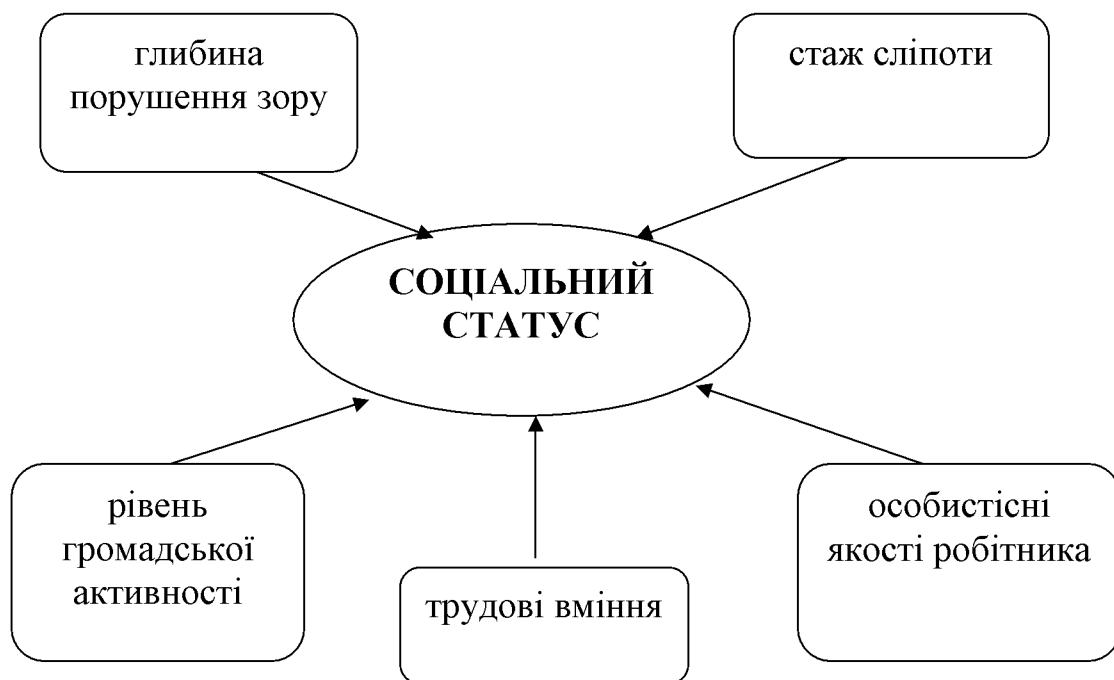 глибина
порушення зору
стаж сліпоти
СОЦІАЛЬНИЙ
СТАТУС
рівень
громадської
активності
трудові вміння
особистісні
якості робітника